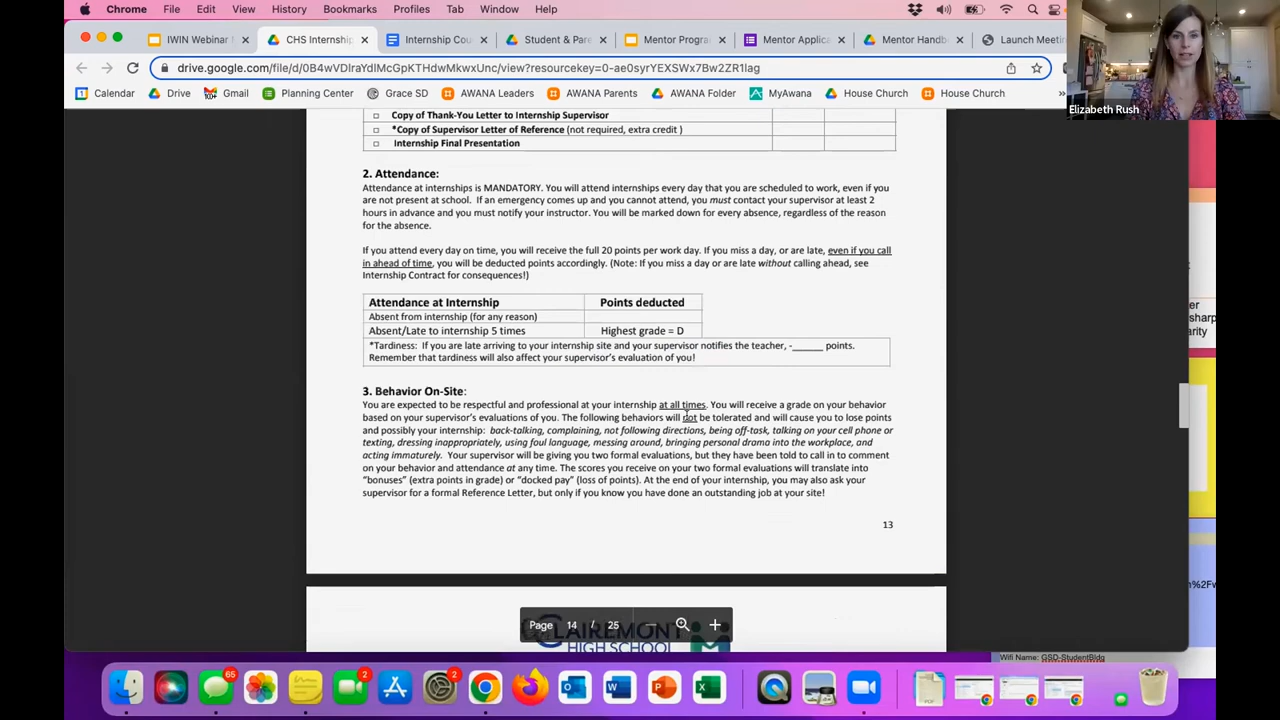 Chrome File Edit View History Bookmarks Profiles Tab Window Help
IWIN Webinar
CHS Internship
Internship Cou
Student & Pare
Mentor Progra
Mentor Applica
Mentor Handb
Launch Meeti
drive.google.com/file/d/0B4wVDIraYdlMcGpKTHdwMkwxUnc/view?resourcekey=0-ae0syrYEXSWx7Bw2ZR1lag
Calendar Drive Gmail Planning Center Grace SD AWANA Leaders AWANA Parents AWANA Folder MyAwana House Church House Church »
Elizabeth Rush
Copy of Thank-You Letter to Internship Supervisor
*Copy of Supervisor Letter of Reference (not required, extra credit )
Internship Final Presentation
2. Attendance:
Attendance at internships is MANDATORY. You will attend internships every day that you are scheduled to work, even if you
are not present at school. If an emergency comes up and you cannot attend, you must contact your supervisor at least 2
hours in advance and you must notify your instructor. You will be marked down for every absence, regardless of the reason
for the absence.
If you attend every day on time, you will receive the full 20 points per work day. If you miss a day, or are late, even if you call
in ahead of time, you will be deducted points accordingly. (Note: If you miss a day or are late without calling ahead, see
Internship Contract for consequences!)
Attendance at Internship Points deducted
Absent from internship (for any reason)
Absent/Late to internship 5 times Highest grade = D
*Tardiness: If you are late arriving to your internship site and your supervisor notifies the teacher, -______ points.
Remember that tardiness will also affect your supervisor's evaluation of you!
3. Behavior On-Site:
You are expected to be respectful and professional at your internship at all times. You will receive a grade on your behavior
based on your supervisor's evaluations of you. The following behaviors will not be tolerated and will cause you to lose points
and possibly your internship: back-talking, complaining, not following directions, being off-task, talking on your cell phone or
texting, dressing inappropriately, using foul language, messing around, bringing personal drama into the workplace, and
acting immaturely. Your supervisor will be giving you two formal evaluations, but they have been told to call in to comment
on your behavior and attendance at any time. The scores you receive on your two formal evaluations will translate into
"bonuses" (extra points in grade) or "docked pay" (loss of points). At the end of your internship, you may also ask your
supervisor for a formal Reference Letter, but only if you know you have done an outstanding job at your site!
13
Page 14 / 25
CLAIREMONT
HIGH SCHOOL
er
sharp
arity
Wifi Name: GSD-StudentBldg
65
2
2